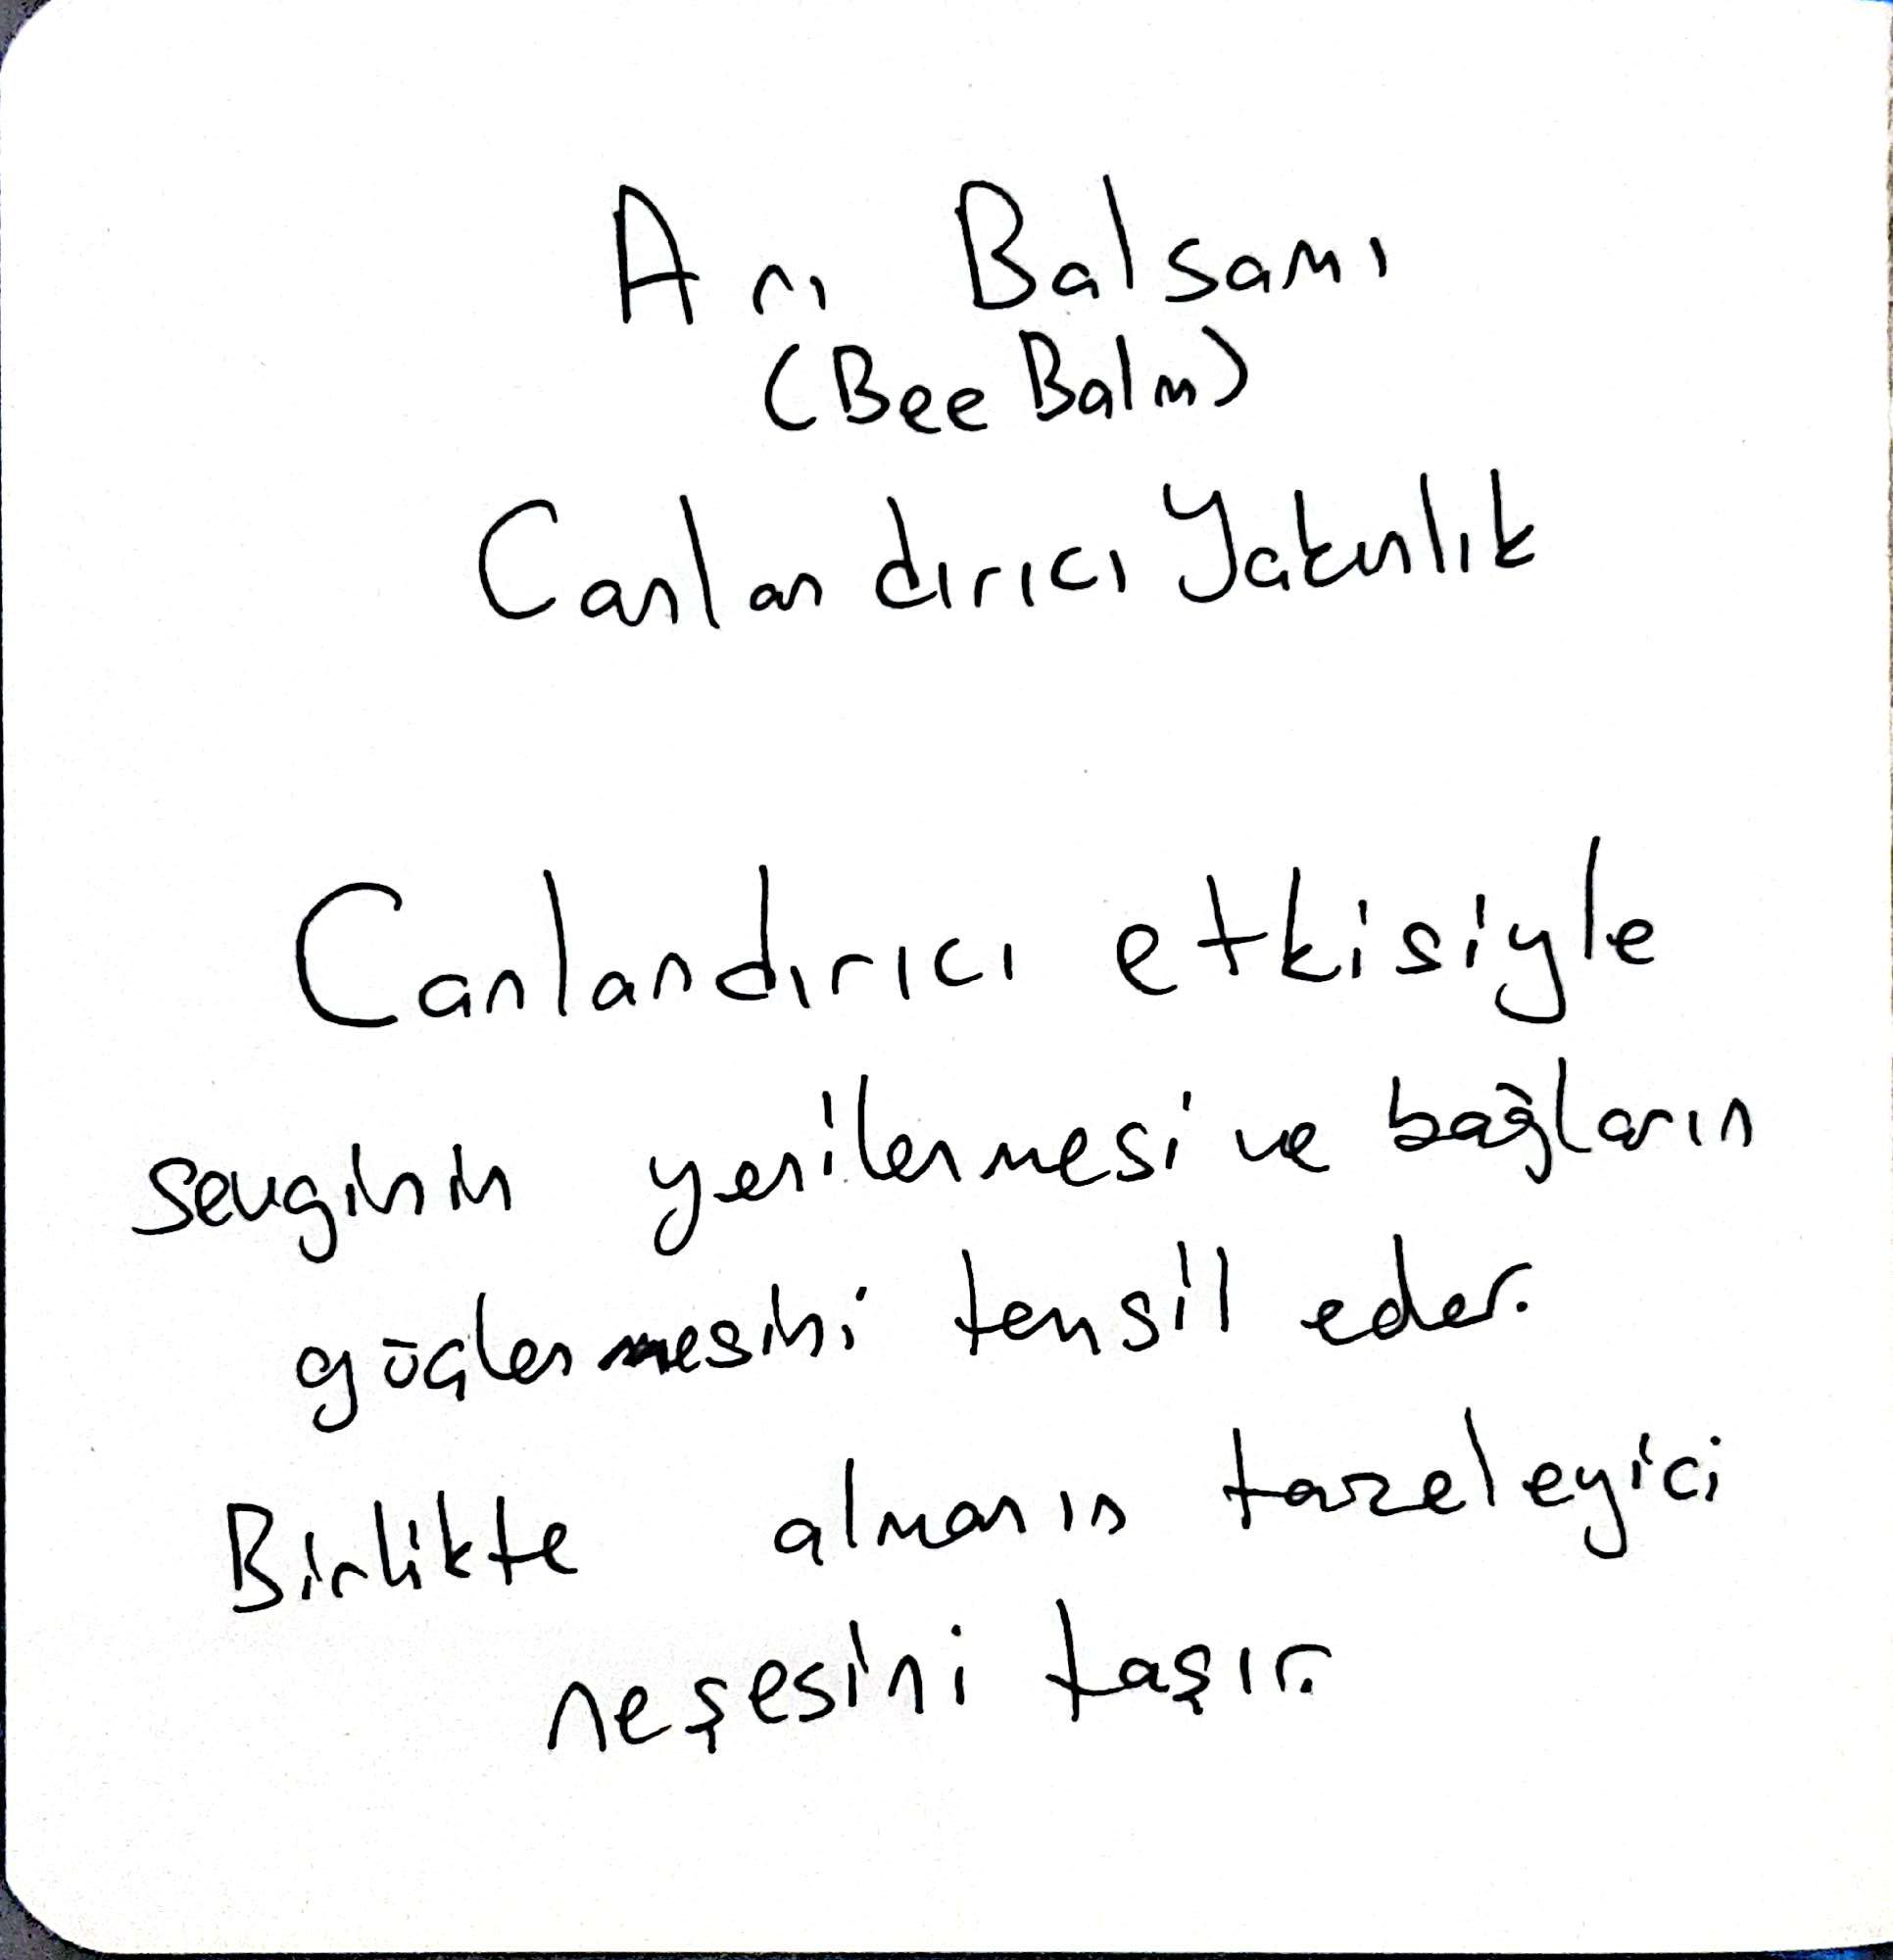 Arı Balsamı
(Bee Balm)
Canlandırıcı Yakınlık
Canlandırıcı etkisiyle
sevginin yenilenmesi ve bağların
güçlenmesini temsil eder.
Birlikte almanın tazeleyici
neşesini taşır.